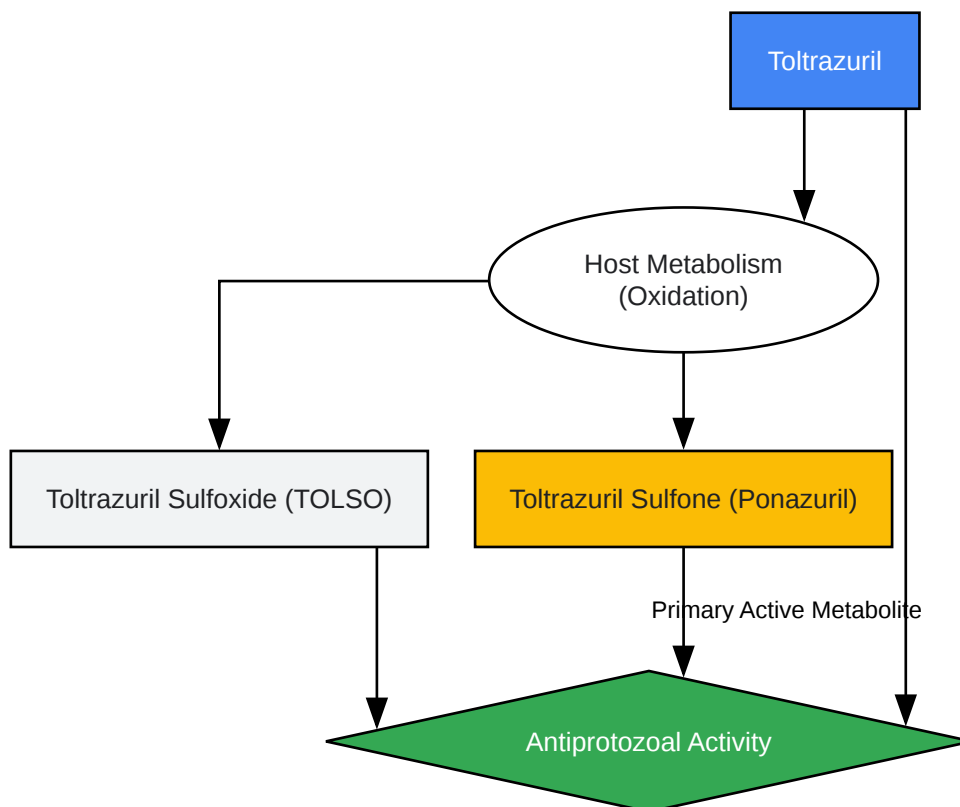 Toltrazuril
Host Metabolism
(Oxidation)
Toltrazuril Sulfoxide (TOLSO)
Toltrazuril Sulfone (Ponazuril)
Primary Active Metabolite
Antiprotozoal Activity